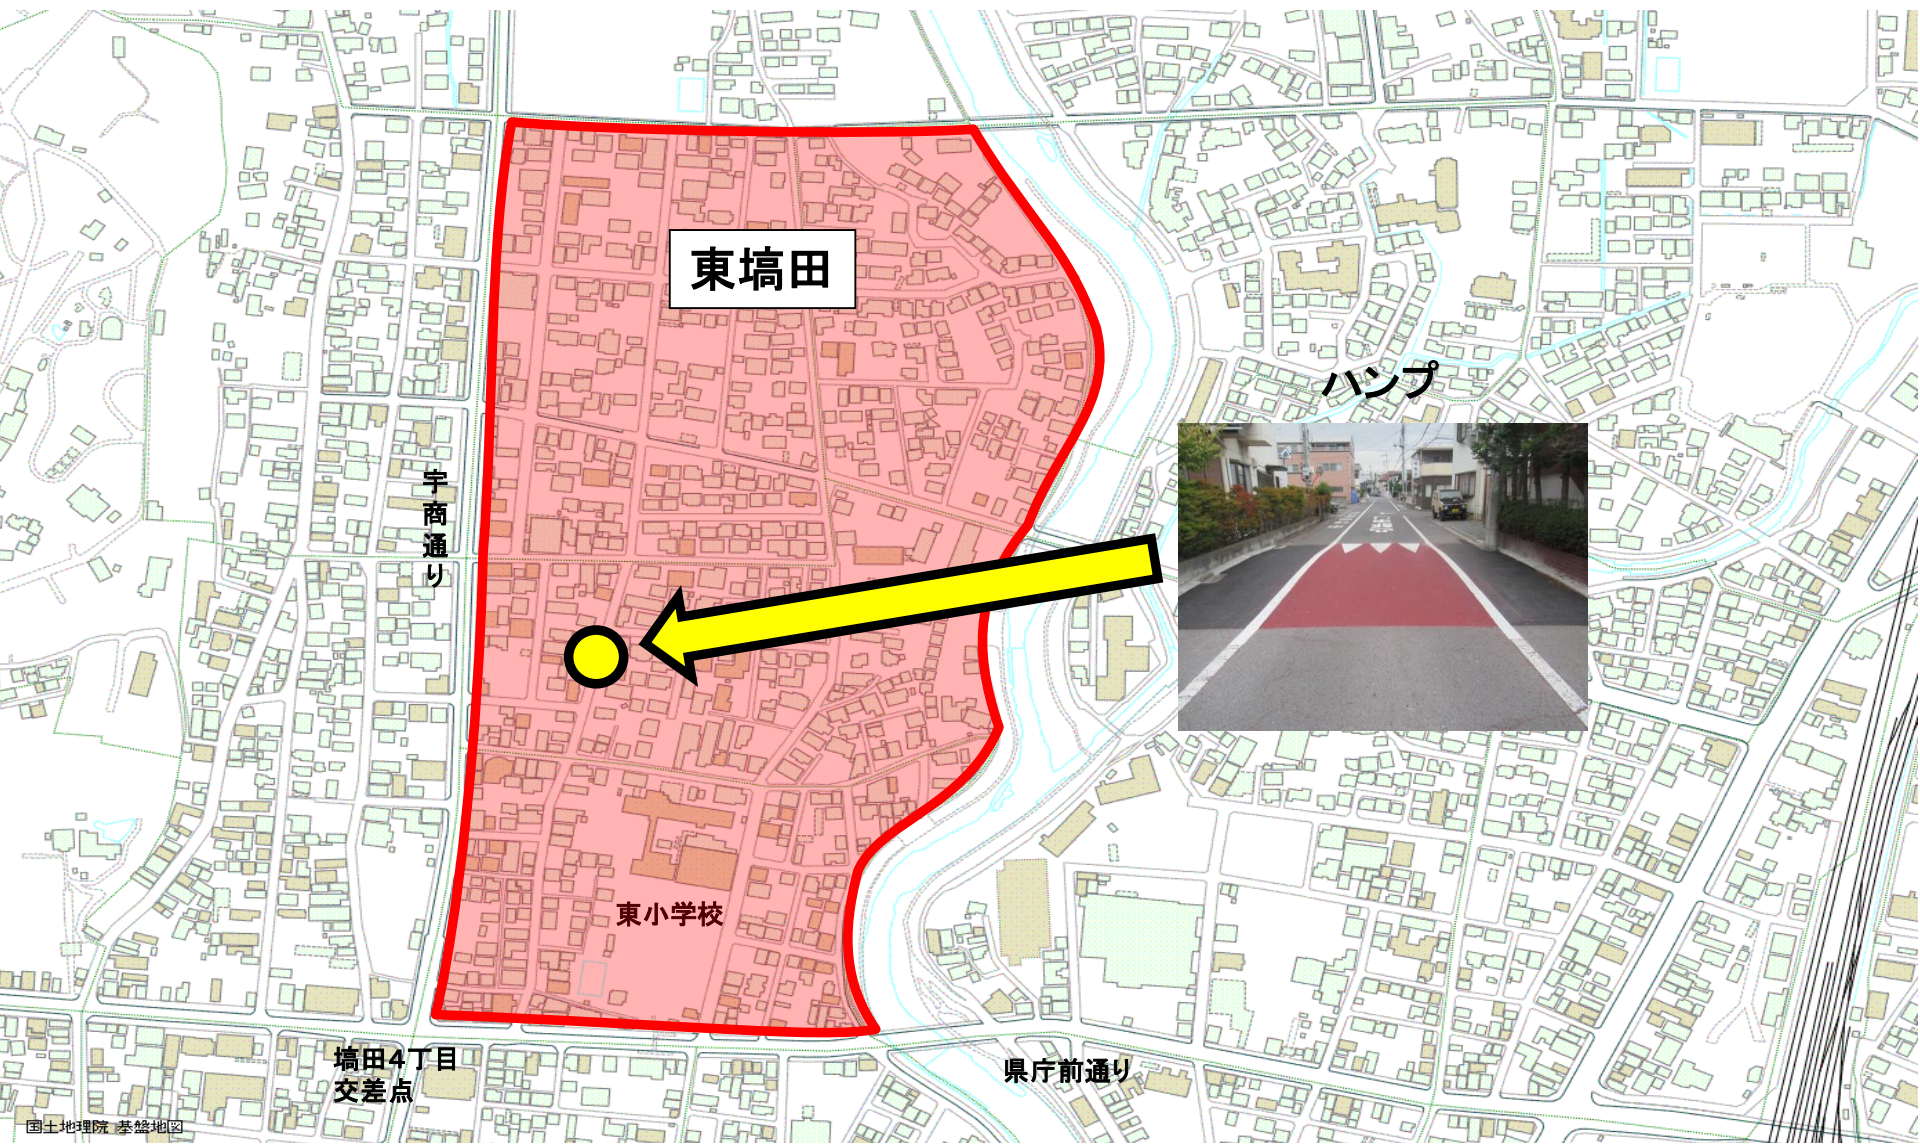 東塙田
ハンプ
宇商通り
東小学校
塙田4丁目
交差点
県庁前通り
国土地理院 基盤地図